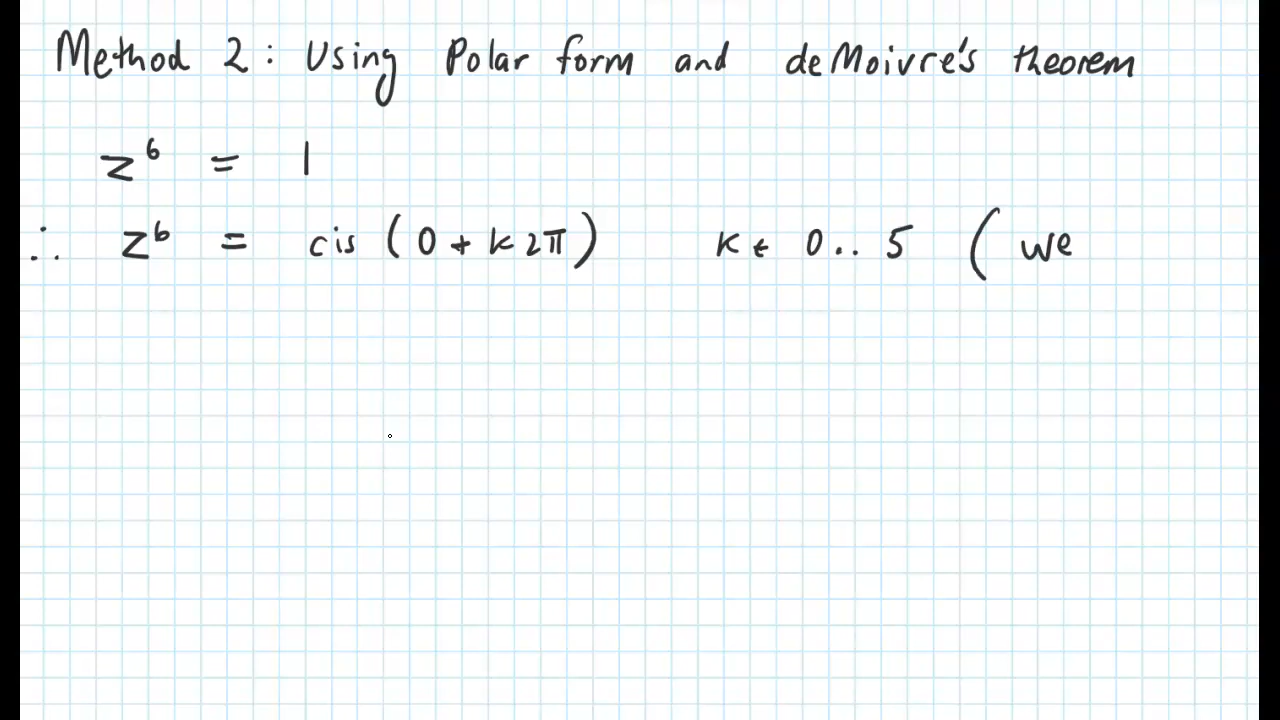 Method 2: Using Polar form and deMoivre's theorem
z⁶ = 1
∴ z⁶ = cis (0 + k2π) k ϵ 0.. 5 ( we